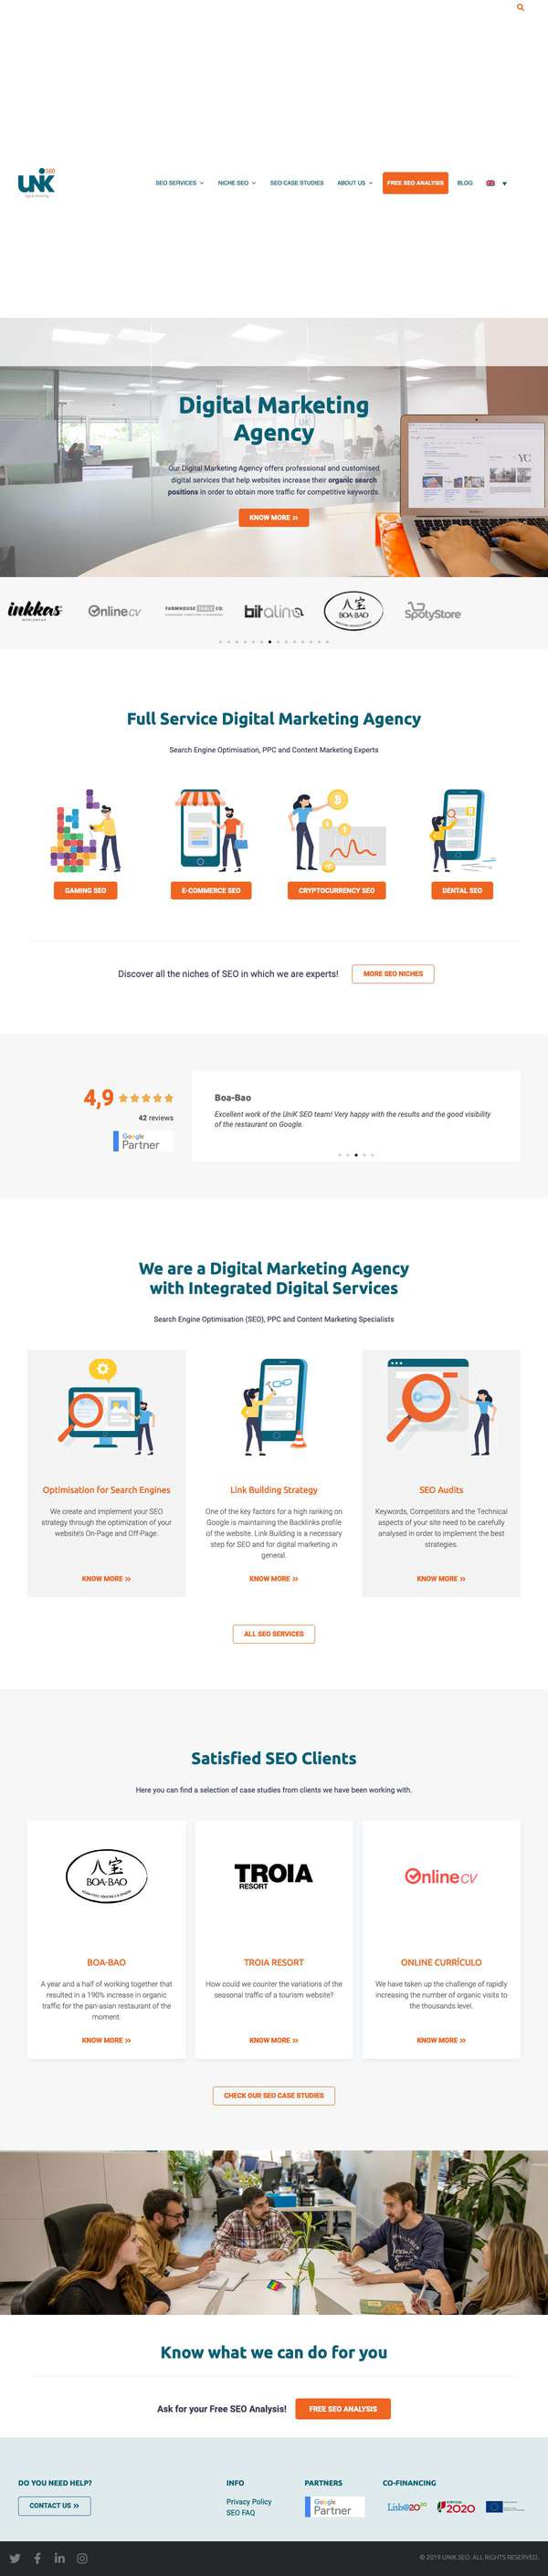 UNIK SEO
SEO SERVICES NICHE SEO SEO CASE STUDIES ABOUT US FREE SEO ANALYSIS BLOG
Digital Marketing
Agency
Our Digital Marketing Agency offers professional and customised
digital services that help websites increase their organic search
positions in order to obtain more traffic for competitive keywords.
KNOW MORE »
inkkas Onlinecv FARMHOUSE TABLE CO. bitalino BOA-BAO SpotyStore
Full Service Digital Marketing Agency
Search Engine Optimisation, PPC and Content Marketing Experts
GAMING SEO E-COMMERCE SEO CRYPTOCURRENCY SEO DENTAL SEO
Discover all the niches of SEO in which we are experts! MORE SEO NICHES
4,9
42 reviews
Google
Partner
Boa-Bao
Excellent work of the UniK SEO team! Very happy with the results and the good visibility
of the restaurant on Google.
We are a Digital Marketing Agency
with Integrated Digital Services
Search Engine Optimisation (SEO), PPC and Content Marketing Specialists
Optimisation for Search Engines
We create and implement your SEO
strategy through the optimization of your
website's On-Page and Off-Page.
KNOW MORE »
Link Building Strategy
One of the key factors for a high ranking on
Google is maintaining the Backlinks profile
of the website. Link Building is a necessary
step for SEO and for digital marketing in
general.
KNOW MORE »
SEO Audits
Keywords, Competitors and the Technical
aspects of your site need to be carefully
analysed in order to implement the best
strategies.
KNOW MORE »
ALL SEO SERVICES
Satisfied SEO Clients
Here you can find a selection of case studies from clients we have been working with.
八宝
BOA-BAO
BOA-BAO
A year and a half of working together that
resulted in a 190% increase in organic
traffic for the pan-asian restaurant of the
moment.
KNOW MORE »
TROIA
RESORT
TROIA RESORT
How could we counter the variations of the
seasonal traffic of a tourism website?
KNOW MORE »
Onlinecv
ONLINE CURRÍCULO
We have taken up the challenge of rapidly
increasing the number of organic visits to
the thousands level.
KNOW MORE »
CHECK OUR SEO CASE STUDIES
Know what we can do for you
Ask for your Free SEO Analysis! FREE SEO ANALYSIS
DO YOU NEED HELP?
CONTACT US »
INFO
Privacy Policy
SEO FAQ
PARTNERS
Google
Partner
CO-FINANCING
Lisb@20²⁰ PORTUGAL 2020
© 2019 UNIK SEO. ALL RIGHTS RESERVED.